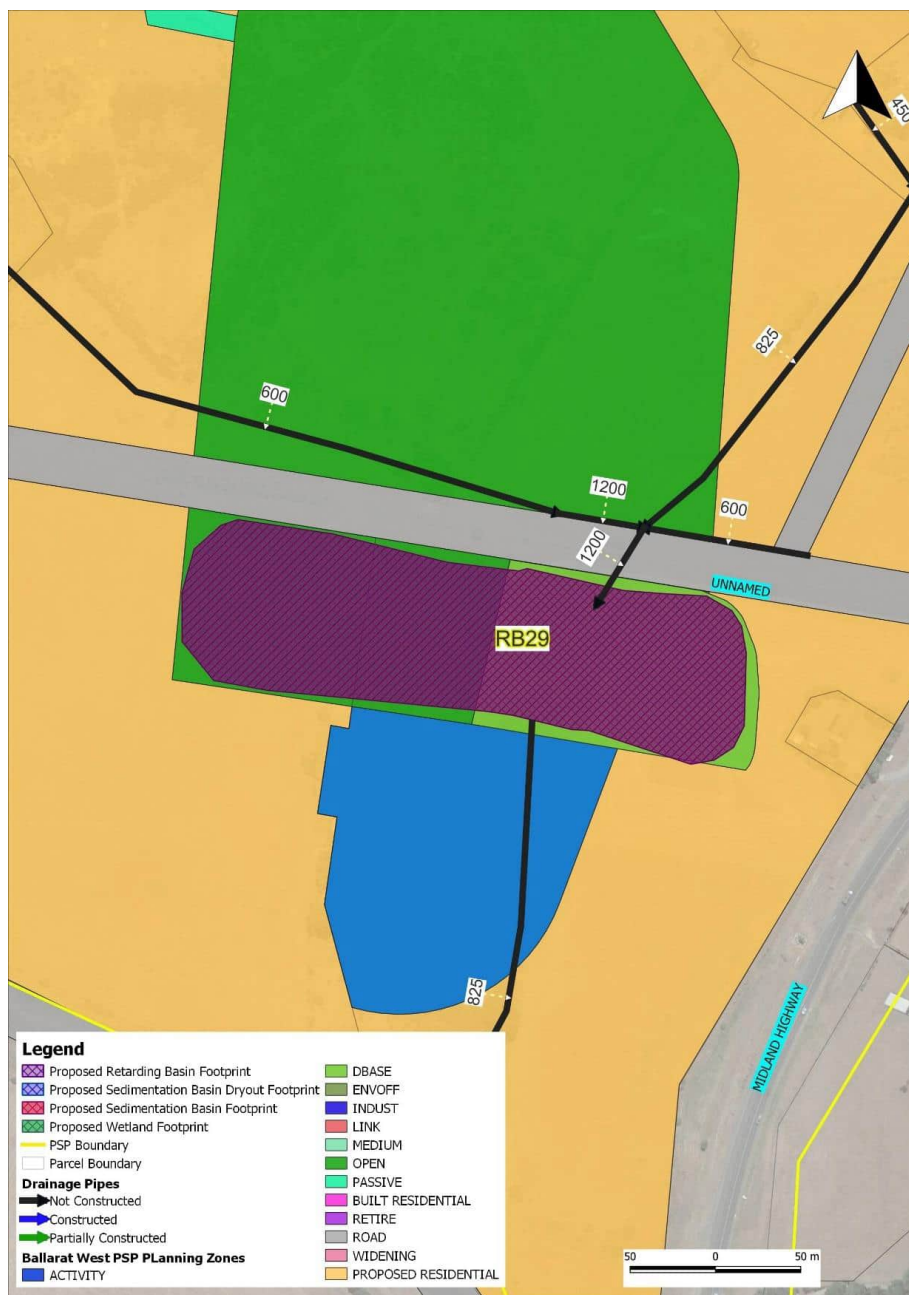 450
825
600
1200
600
1200
UNNAMED
RB29
825
MIDLAND HIGHWAY
Legend
Proposed Retarding Basin Footprint
Proposed Sedimentation Basin Dryout Footprint
Proposed Sedimentation Basin Footprint
Proposed Wetland Footprint
PSP Boundary
Parcel Boundary
Drainage Pipes
Not Constructed
Constructed
Partially Constructed
Ballarat West PSP PLanning Zones
ACTIVITY
DBASE
ENVOFF
INDUST
LINK
MEDIUM
OPEN
PASSIVE
BUILT RESIDENTIAL
RETIRE
ROAD
WIDENING
PROPOSED RESIDENTIAL
50 0 50 m